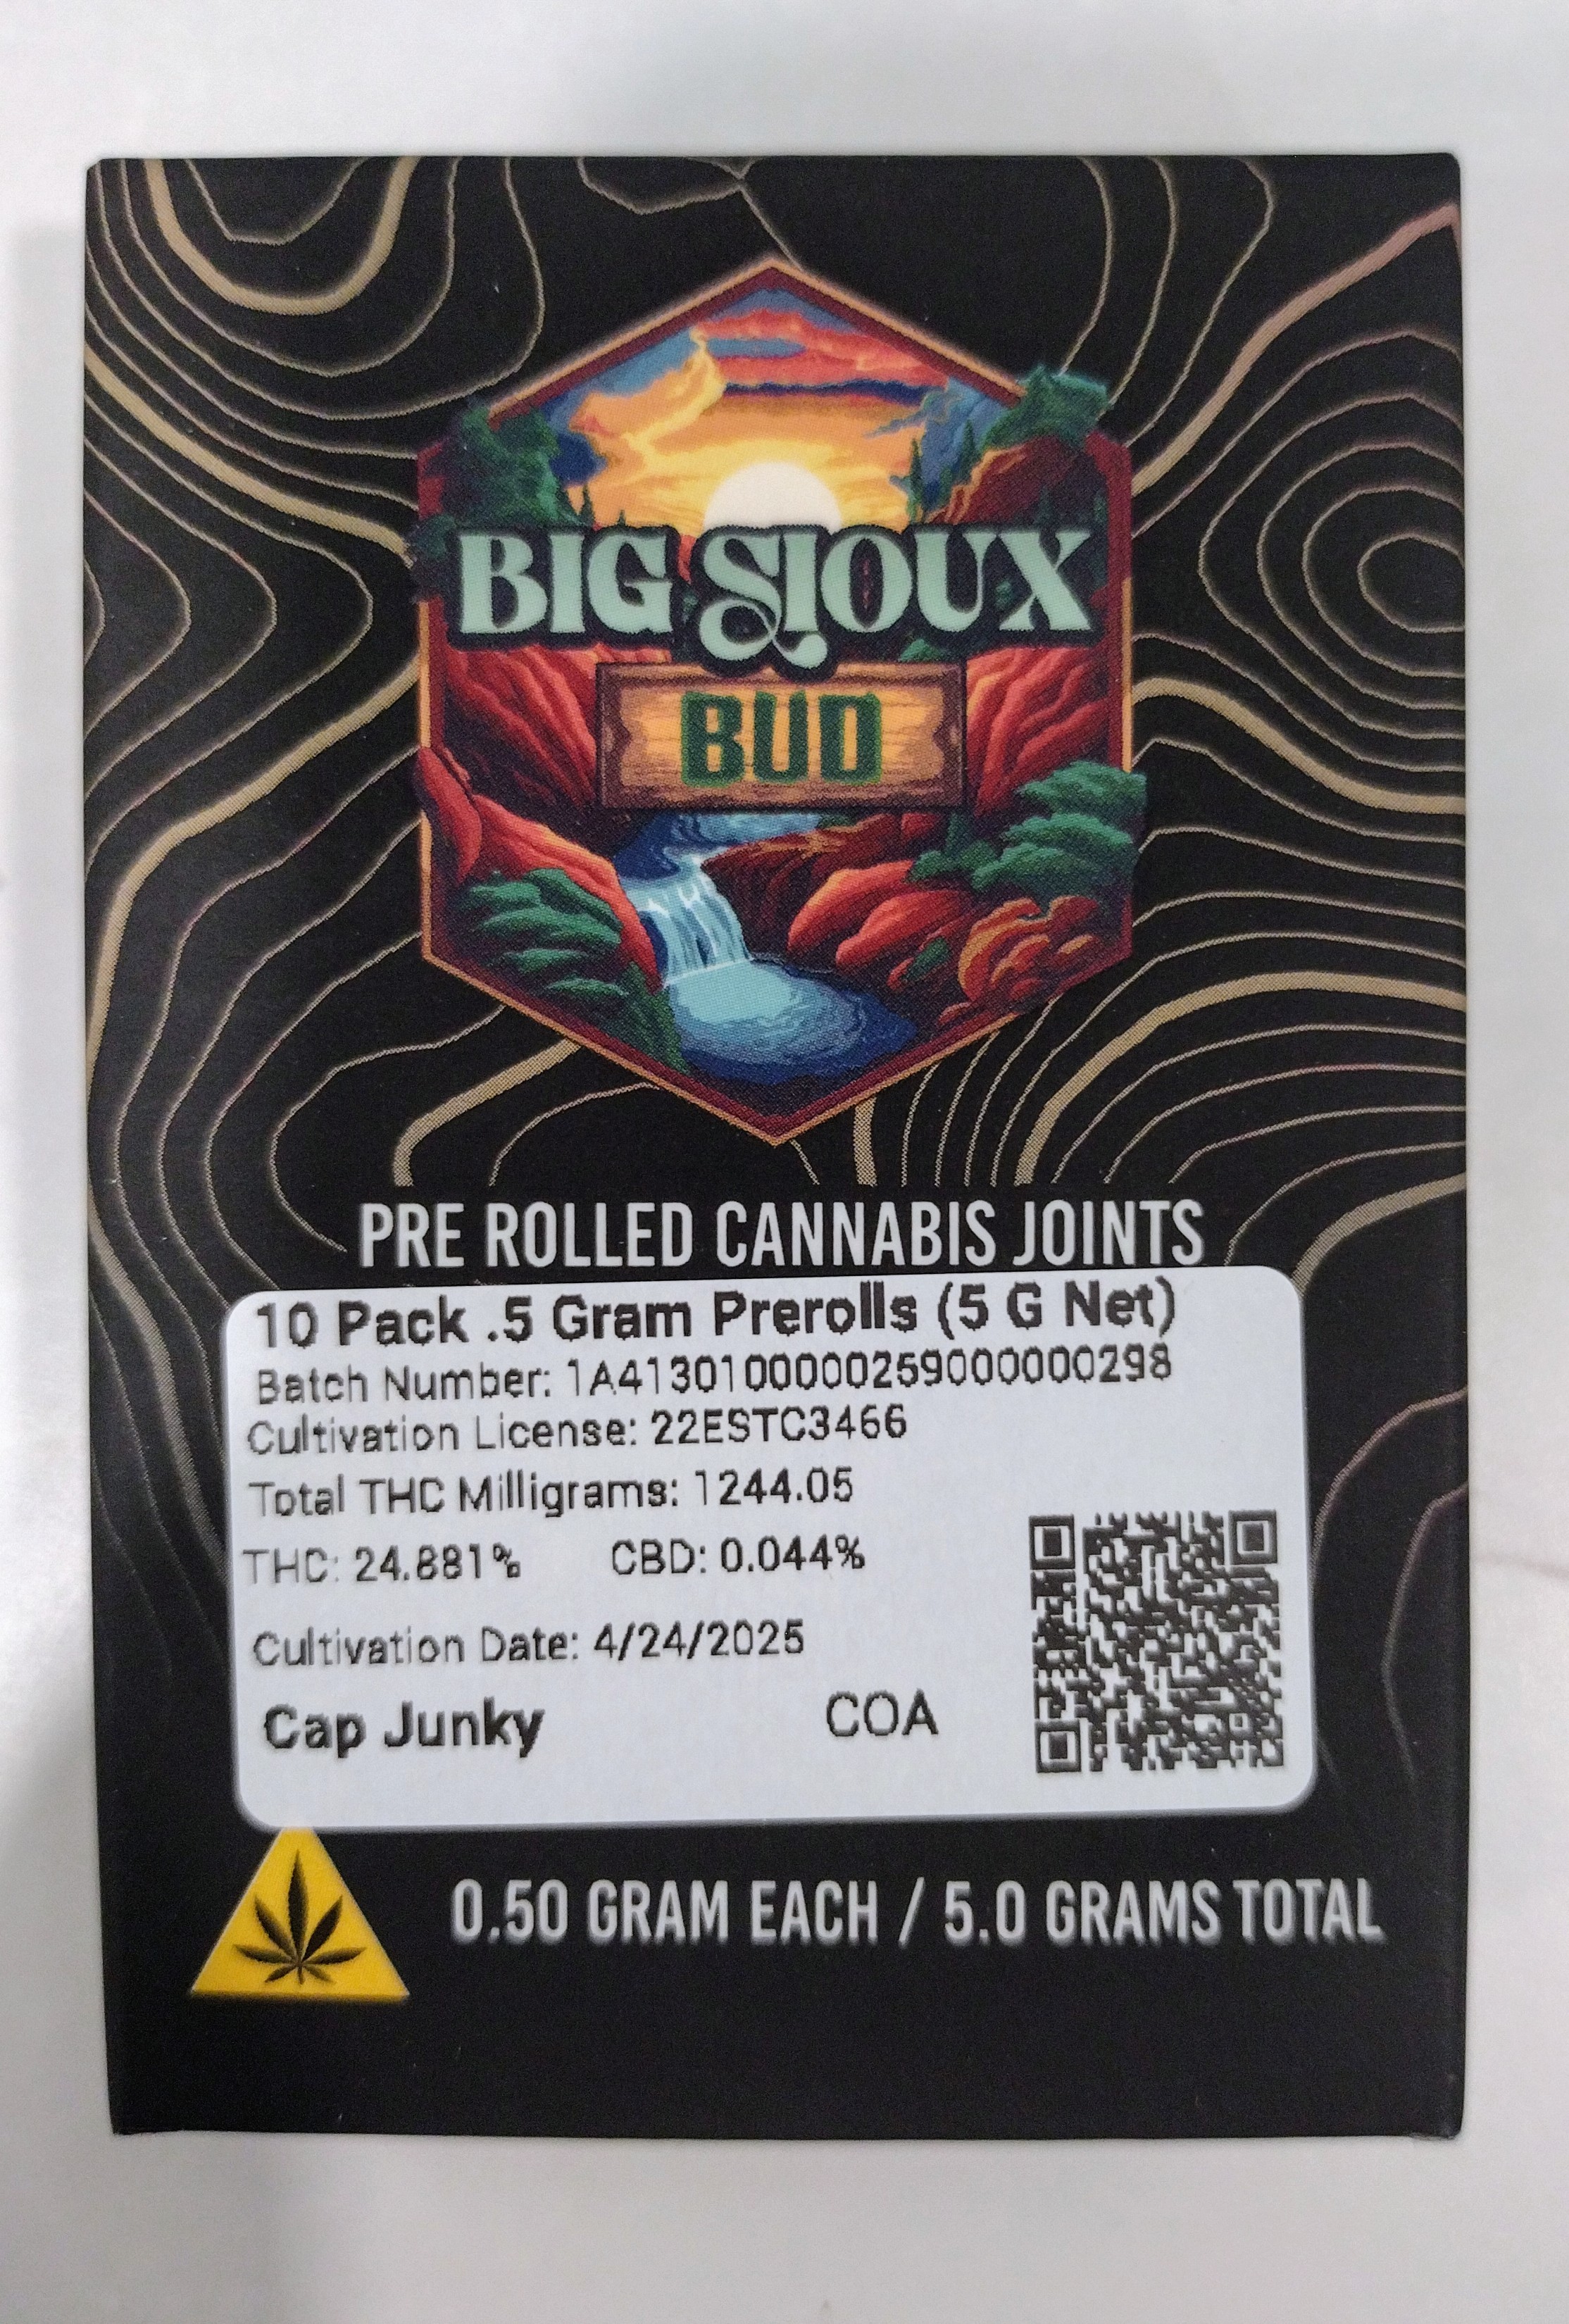 BIG SIOUX
BUD
PRE ROLLED CANNABIS JOINTS
10 Pack .5 Gram Prerolls (5 G Net)
Batch Number: 1A4130100000259000000298
Cultivation License: 22ESTC3466
Total THC Milligrams: 1244.05
THC: 24.881% CBD: 0.044%
Cultivation Date: 4/24/2025
Cap Junky COA
0.50 GRAM EACH / 5.0 GRAMS TOTAL